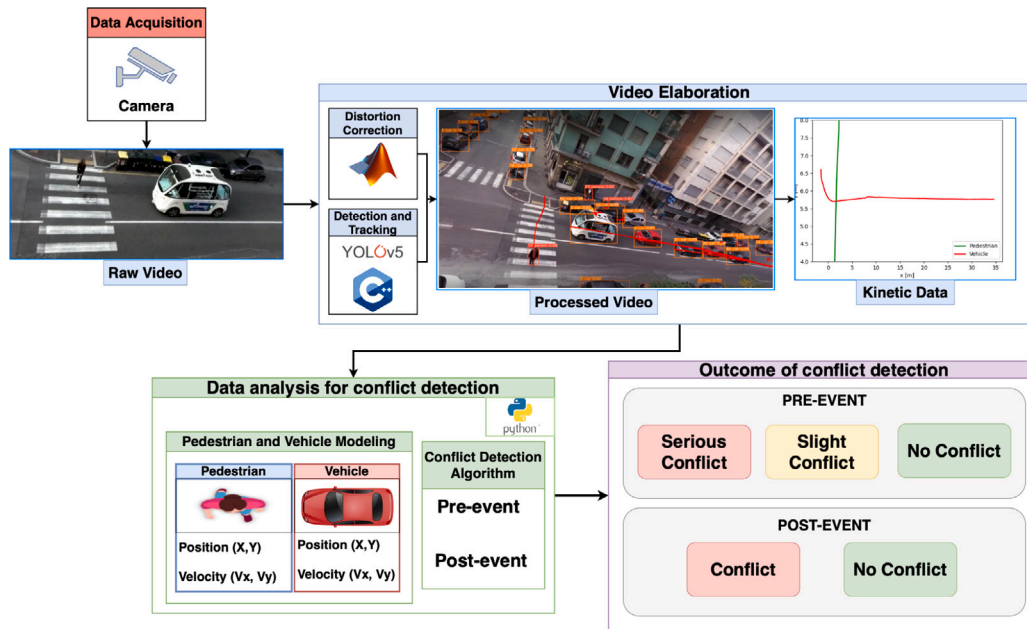 Data Acquisition
Camera
Raw Video
Video Elaboration
Distortion
Correction
Detection and
Tracking
YOLOv5
C++
Processed Video
8.0
7.5
7.0
6.5
6.0
5.5
5.0
4.5
4.0
0
5
10
15
20
25
30
35
x [m]
Pedestrian
Vehicle
Kinetic Data
Data analysis for conflict detection
python
Pedestrian and Vehicle Modeling
Pedestrian
Position (X,Y)
Velocity (Vx, Vy)
Vehicle
Position (X,Y)
Velocity (Vx, Vy)
Conflict Detection
Algorithm
Pre-event
Post-event
Outcome of conflict detection
PRE-EVENT
Serious
Conflict
Slight
Conflict
No Conflict
POST-EVENT
Conflict
No Conflict